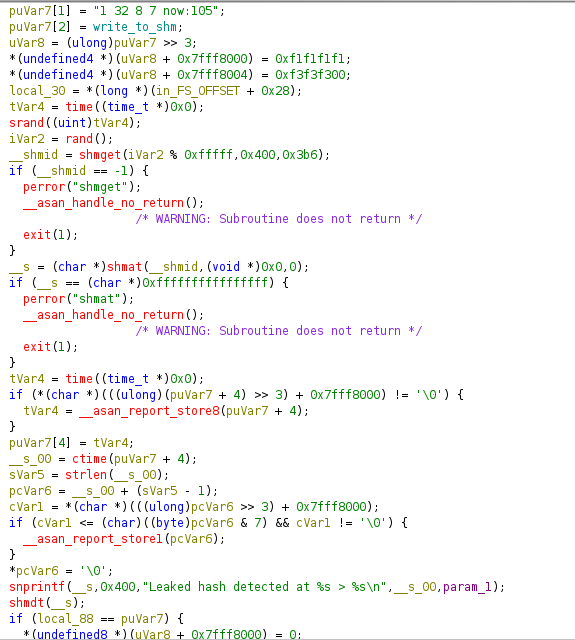 puVar7[1] = "1 32 8 7 now:105";
puVar7[2] = write_to_shm;
uVar8 = (ulong)puVar7 >> 3;
*(undefined4 *)(uVar8 + 0x7fff8000) = 0xf1f1f1f1;
*(undefined4 *)(uVar8 + 0x7fff8004) = 0xf3f3f300;
local_30 = *(long *)(in_FS_OFFSET + 0x28);
tVar4 = time((time_t *)0x0);
srand((uint)tVar4);
iVar2 = rand();
__shmid = shmget(iVar2 % 0xfffff,0x400,0x3b6);
if (__shmid == -1) {
perror("shmget");
__asan_handle_no_return();
/* WARNING: Subroutine does not return */
exit(1);
}
__s = (char *)shmat(__shmid,(void *)0x0,0);
if (__s == (char *)0xffffffffffffffff) {
perror("shmat");
__asan_handle_no_return();
/* WARNING: Subroutine does not return */
exit(1);
}
tVar4 = time((time_t *)0x0);
if (*(char *)(((ulong)(puVar7 + 4) >> 3) + 0x7fff8000) != '\0') {
tVar4 = __asan_report_store8(puVar7 + 4);
}
puVar7[4] = tVar4;
__s_00 = ctime(puVar7 + 4);
sVar5 = strlen(__s_00);
pcVar6 = __s_00 + (sVar5 - 1);
cVar1 = *(char *)(((ulong)pcVar6 >> 3) + 0x7fff8000);
if (cVar1 <= (char)((byte)pcVar6 & 7) && cVar1 != '\0') {
__asan_report_store1(pcVar6);
}
*pcVar6 = '\0';
snprintf(__s,0x400,"Leaked hash detected at %s > %s\n",__s_00,param_1);
shmdt(__s);
if (local_88 == puVar7) {
*(undefined8 *)(uVar8 + 0x7fff8000) = 0;